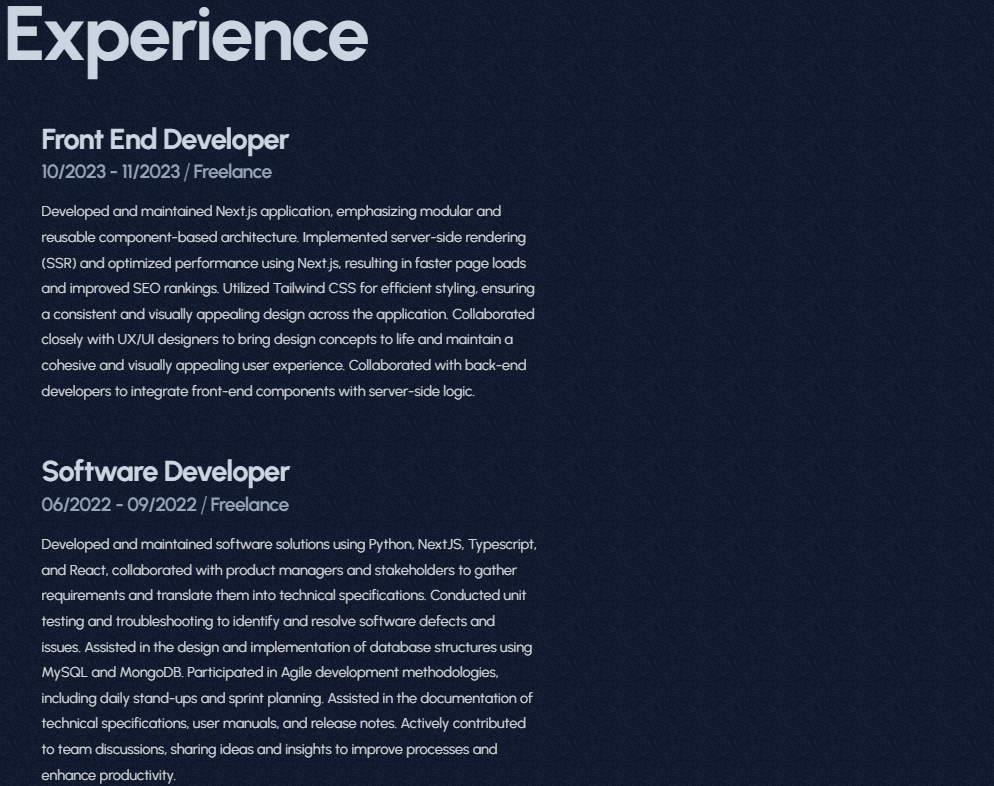 Experience
Front End Developer
10/2023 - 11/2023 / Freelance
Developed and maintained Next.js application, emphasizing modular and
reusable component-based architecture. Implemented server-side rendering
(SSR) and optimized performance using Next.js, resulting in faster page loads
and improved SEO rankings. Utilized Tailwind CSS for efficient styling, ensuring
a consistent and visually appealing design across the application. Collaborated
closely with UX/UI designers to bring design concepts to life and maintain a
cohesive and visually appealing user experience. Collaborated with back-end
developers to integrate front-end components with server-side logic.
Software Developer
06/2022 - 09/2022 / Freelance
Developed and maintained software solutions using Python, NextJS, Typescript,
and React, collaborated with product managers and stakeholders to gather
requirements and translate them into technical specifications. Conducted unit
testing and troubleshooting to identify and resolve software defects and
issues. Assisted in the design and implementation of database structures using
MySQL and MongoDB. Participated in Agile development methodologies,
including daily stand-ups and sprint planning. Assisted in the documentation of
technical specifications, user manuals, and release notes. Actively contributed
to team discussions, sharing ideas and insights to improve processes and
enhance productivity.